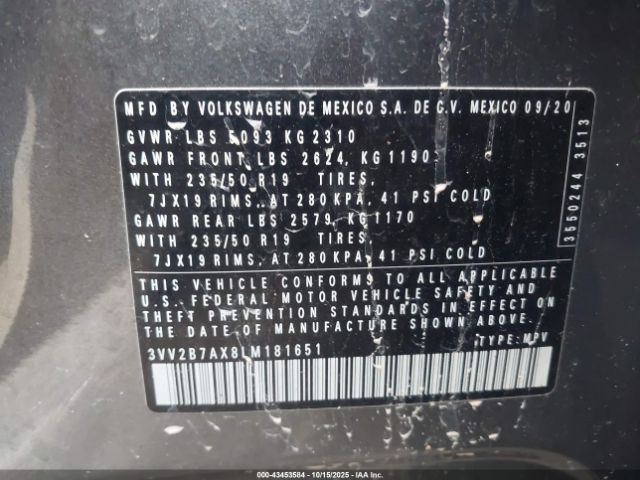 MFD BY VOLKSWAGEN DE MEXICO S.A. DE C.V. MEXICO 09/20
GVWR LBS 5093 KG 2310
GAWR FRONT LBS 2624, KG 1190
WITH 235/50 R19 TIRES,
7JX19 RIMS, AT 280 KPA, 41 PSI COLD
GAWR REAR LBS 2579, KG 1170
WITH 235/50 R19 TIRES
7JX19 RIMS, AT 280 KPA, 41 PSI COLD
3550244 3513
THIS VEHICLE CONFORMS TO ALL APPLICABLE
U.S. FEDERAL MOTOR VEHICLE SAFETY AND
THEFT PREVENTION STANDARDS IN EFFECT ON
THE DATE OF MANUFACTURE SHOWN ABOVE.
3VV2B7AX8LM181651 TYPE: MPV
000-43453584 - 10/15/2025 - IAA Inc.